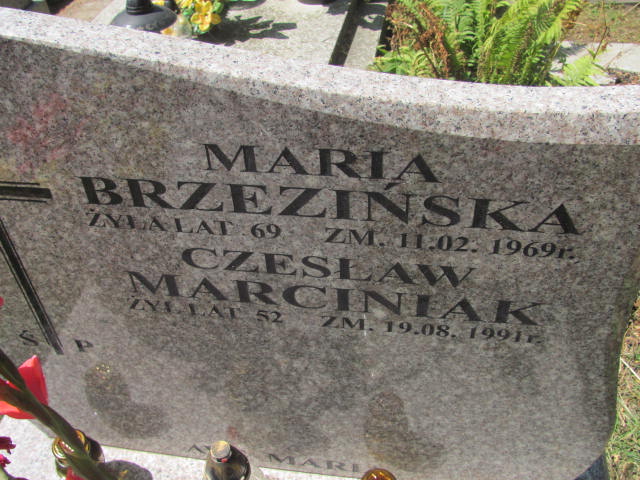 MARIA
BRZEZIŃSKA
ŻYŁA LAT 69 ZM. 11.02. 1969r.
CZESŁAW
MARCINIAK
ŻYŁ LAT 52 ZM. 19.08. 1991r.
Ś P